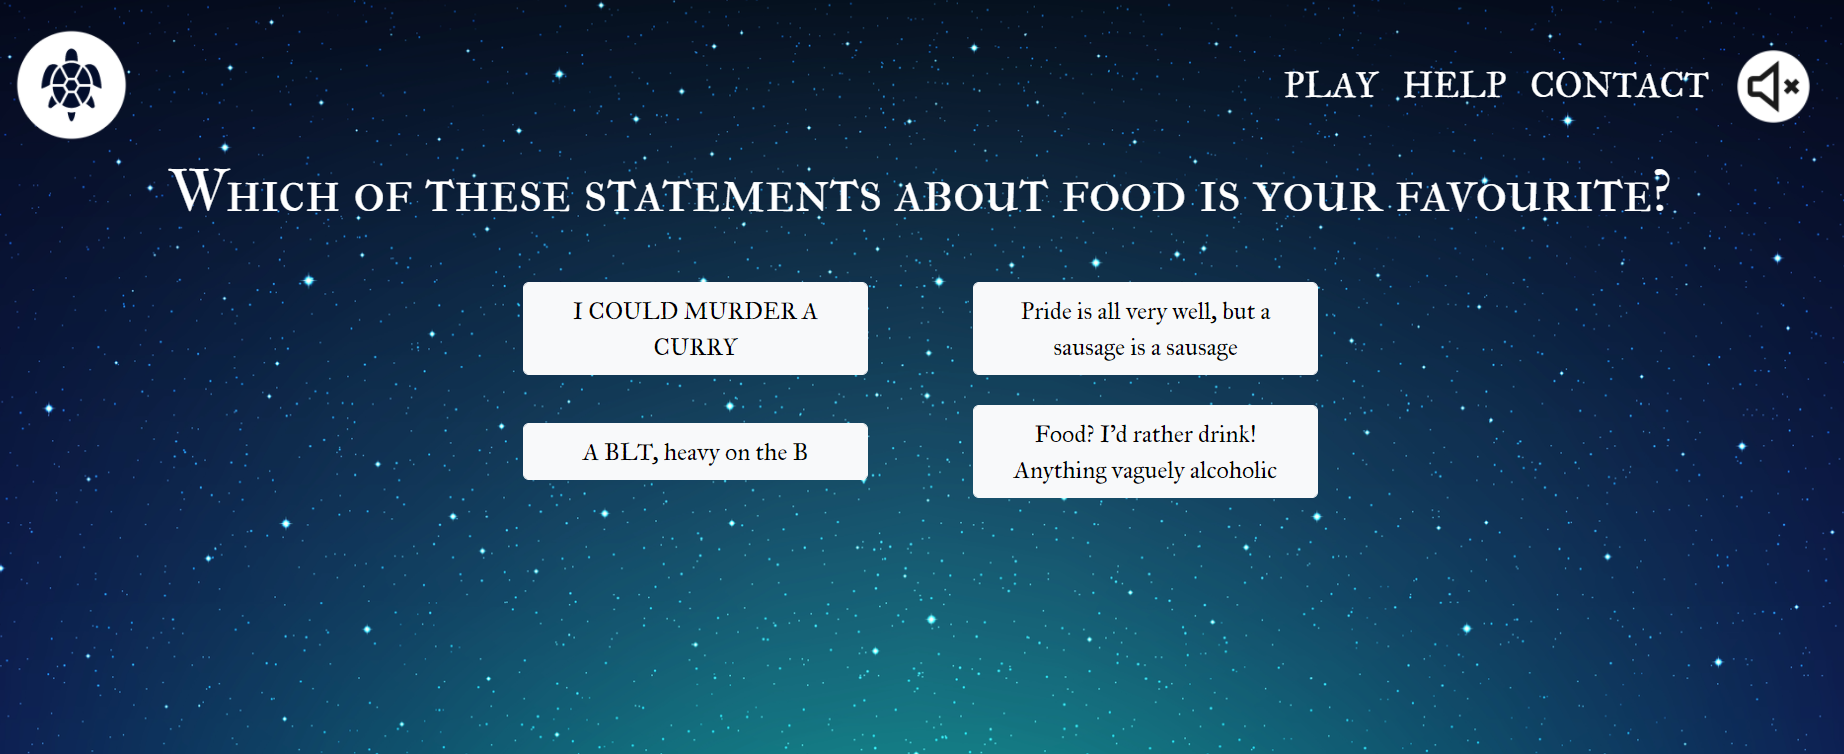 PLAY HELP CONTACT
Which of these statements about food is your favourite?
I COULD MURDER A
CURRY
Pride is all very well, but a
sausage is a sausage
A BLT, heavy on the B
Food? I'd rather drink!
Anything vaguely alcoholic